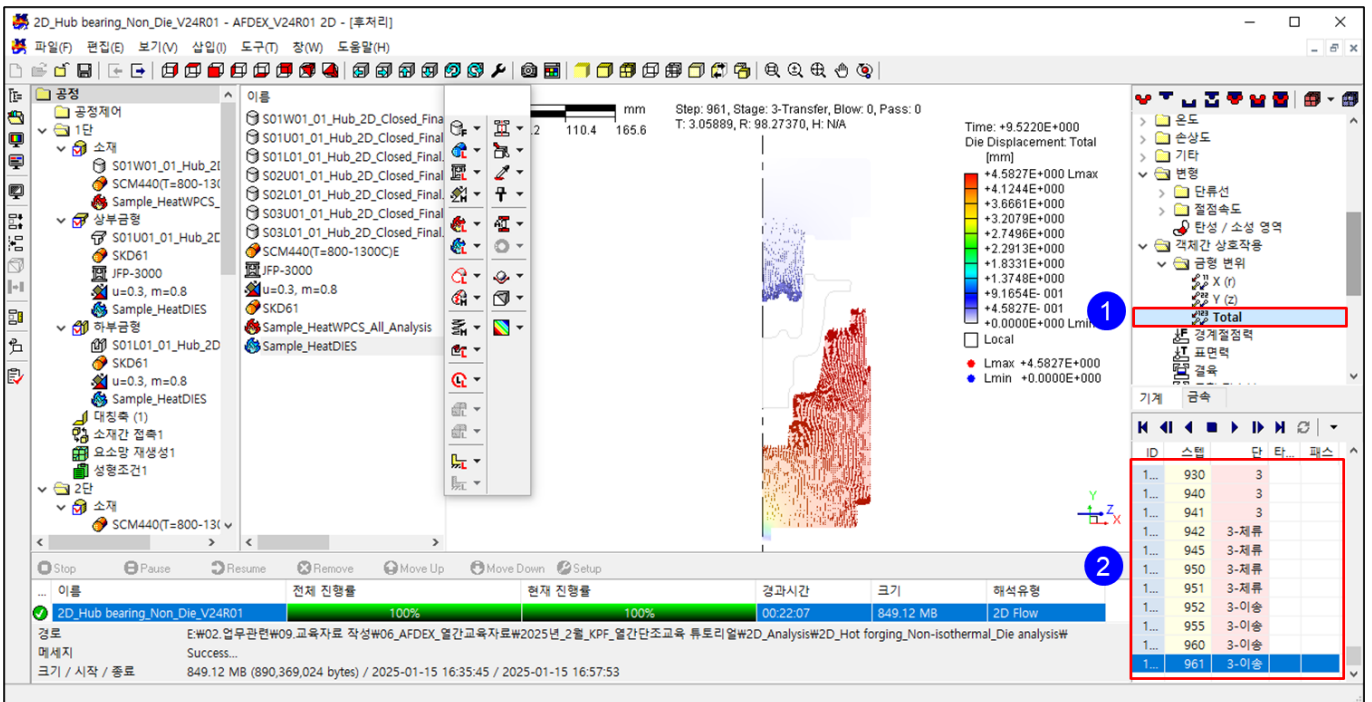 2D_Hub bearing_Non_Die_V24R01 - AFDEX_V24R01 2D - [후처리]
파일(F) 편집(E) 보기(V) 삽입(I) 도구(T) 창(W) 도움말(H)
공정
공정제어
1단
소재
S01W01_01_Hub_2
SCM440(T=800-130
Sample_HeatWPCS_
상부금형
S01U01_01_Hub_2D
SKD61
JFP-3000
u=0.3, m=0.8
Sample_HeatDIES
하부금형
S01L01_01_Hub_2D
SKD61
u=0.3, m=0.8
Sample_HeatDIES
대칭축 (1)
소재간 접촉1
요소망 재생성1
성형조건1
2단
소재
SCM440(T=800-130
이름
S01W01_01_Hub_2D_Closed_Fina
S01U01_01_Hub_2D_Closed_Final
S01L01_01_Hub_2D_Closed_Final.
S02U01_01_Hub_2D_Closed_Final
S02L01_01_Hub_2D_Closed_Final.
S03U01_01_Hub_2D_Closed_Final
S03L01_01_Hub_2D_Closed_Final.
SCM440(T=800-1300C)E
JFP-3000
u=0.3, m=0.8
SKD61
Sample_HeatWPCS_All_Analysis
Sample_HeatDIES
mm
.2 110.4 165.6
Step: 961, Stage: 3-Transfer, Blow: 0, Pass: 0
T: 3.05889, R: 98.27370, H: N/A
Time: +9.5220E+000
Die Displacement: Total
[mm]
+4.5827E+000 Lmax
+4.1244E+000
+3.6661E+000
+3.2079E+000
+2.7496E+000
+2.2913E+000
+1.8331E+000
+1.3748E+000
+9.1654E- 001
+4.5827E- 001
+0.0000E+000 Lmin
Local
Lmax +4.5827E+000
Lmin +0.0000E+000
Y
Z
X
온도
손상도
기타
변형
단류선
절점속도
탄성 / 소성 영역
객체간 상호작용
금형 변위
X (r)
Y (z)
1
Total
경계절점력
표면력
결육
기계 금속
ID 스텝 단 타... 패스
1... 930 3
1... 940 3
1... 941 3
1... 942 3-체류
1... 945 3-체류
2
1... 950 3-체류
1... 951 3-체류
1... 952 3-이송
1... 955 3-이송
1... 960 3-이송
1... 961 3-이송
Stop Pause Resume Remove Move Up Move Down Setup
... 이름 전체 진행률 현재 진행률 경과시간 크기 해석유형
2D_Hub bearing_Non_Die_V24R01 100% 100% 00:22:07 849.12 MB 2D Flow
경로 E:₩02.업무관련₩09.교육자료 작성₩06_AFDEX_열간교육자료₩2025년_2월_KPF_열간단조교육 튜토리얼₩2D_Analysis₩2D_Hot forging_Non-isothermal_Die analysis₩
메세지 Success...
크기 / 시작 / 종료 849.12 MB (890,369,024 bytes) / 2025-01-15 16:35:45 / 2025-01-15 16:57:53